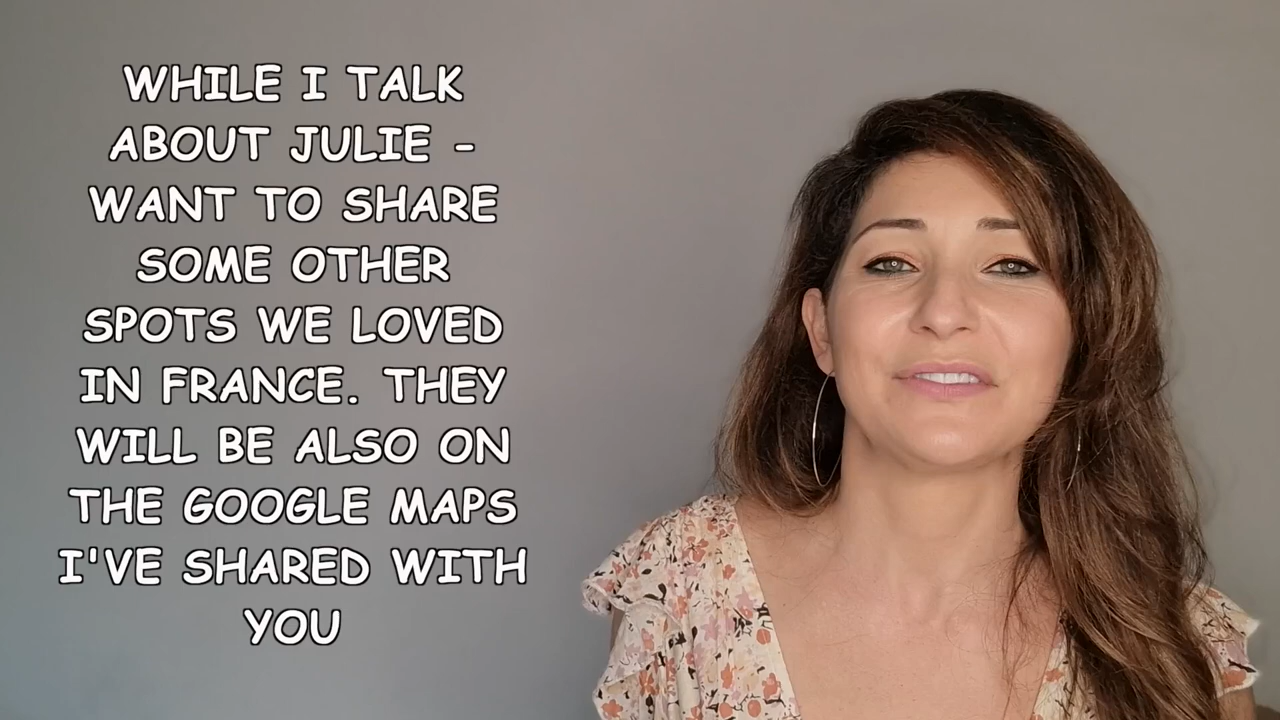 WHILE I TALK
ABOUT JULIE -
WANT TO SHARE
SOME OTHER
SPOTS WE LOVED
IN FRANCE. THEY
WILL BE ALSO ON
THE GOOGLE MAPS
I'VE SHARED WITH
YOU